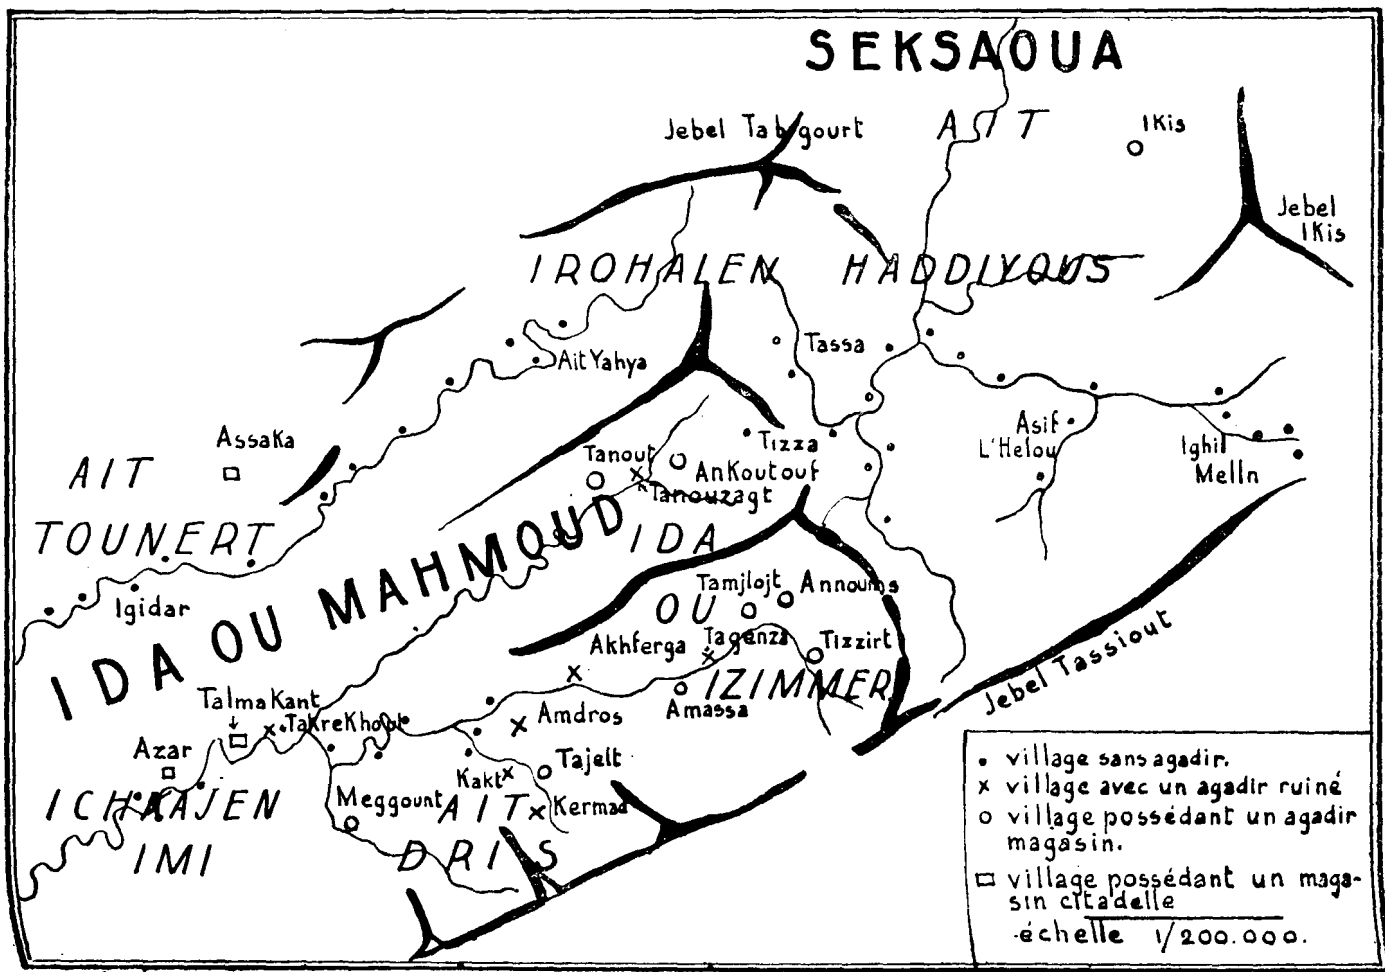 SEKSAOUA
AIT
IKis
Jebel Tabgourt
Jebel
IKis
IROHALEN
HADDIYOUS
Tassa
Ait Yahya
Assaka
Tizza
Asif
L'Helou
Ighil
Melln
Tanout
AnKoutouf
Tanouzagt
AIT
TOUNERT
IDA OU MAHMOUD
IDA
OU
IZIMMER
Igidar
Tamjlojt
Annoums
Akhferga
Tagenza
Tizzirt
Jebel Tassiout
TalmaKant
Amdros
Amassa
Azar
Kakt
Tajelt
Meggount
Kermad
AIT
DRIS
IMI
• village sans agadir.
x village avec un agadir ruiné
o village possédant un agadir
magasin.
□ village possédant un maga-
sin citadelle
échelle 1/200.000.